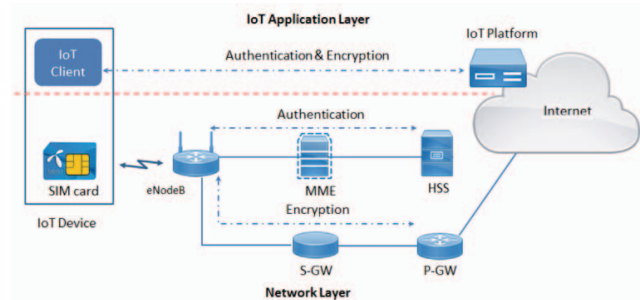 IoT Application Layer
IoT
Client
Authentication & Encryption
IoT Platform
Internet
Authentication
SIM card
eNodeB
MME
HSS
IoT Device
Encryption
S-GW
P-GW
Network Layer